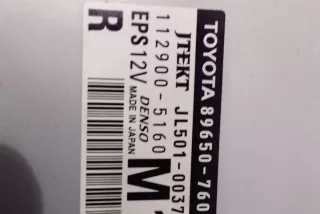 TOYOTA 89650-760
JTEKT JL501-0037
112900-5160
EPS12V DENSO
MADE IN JAPAN
R
M